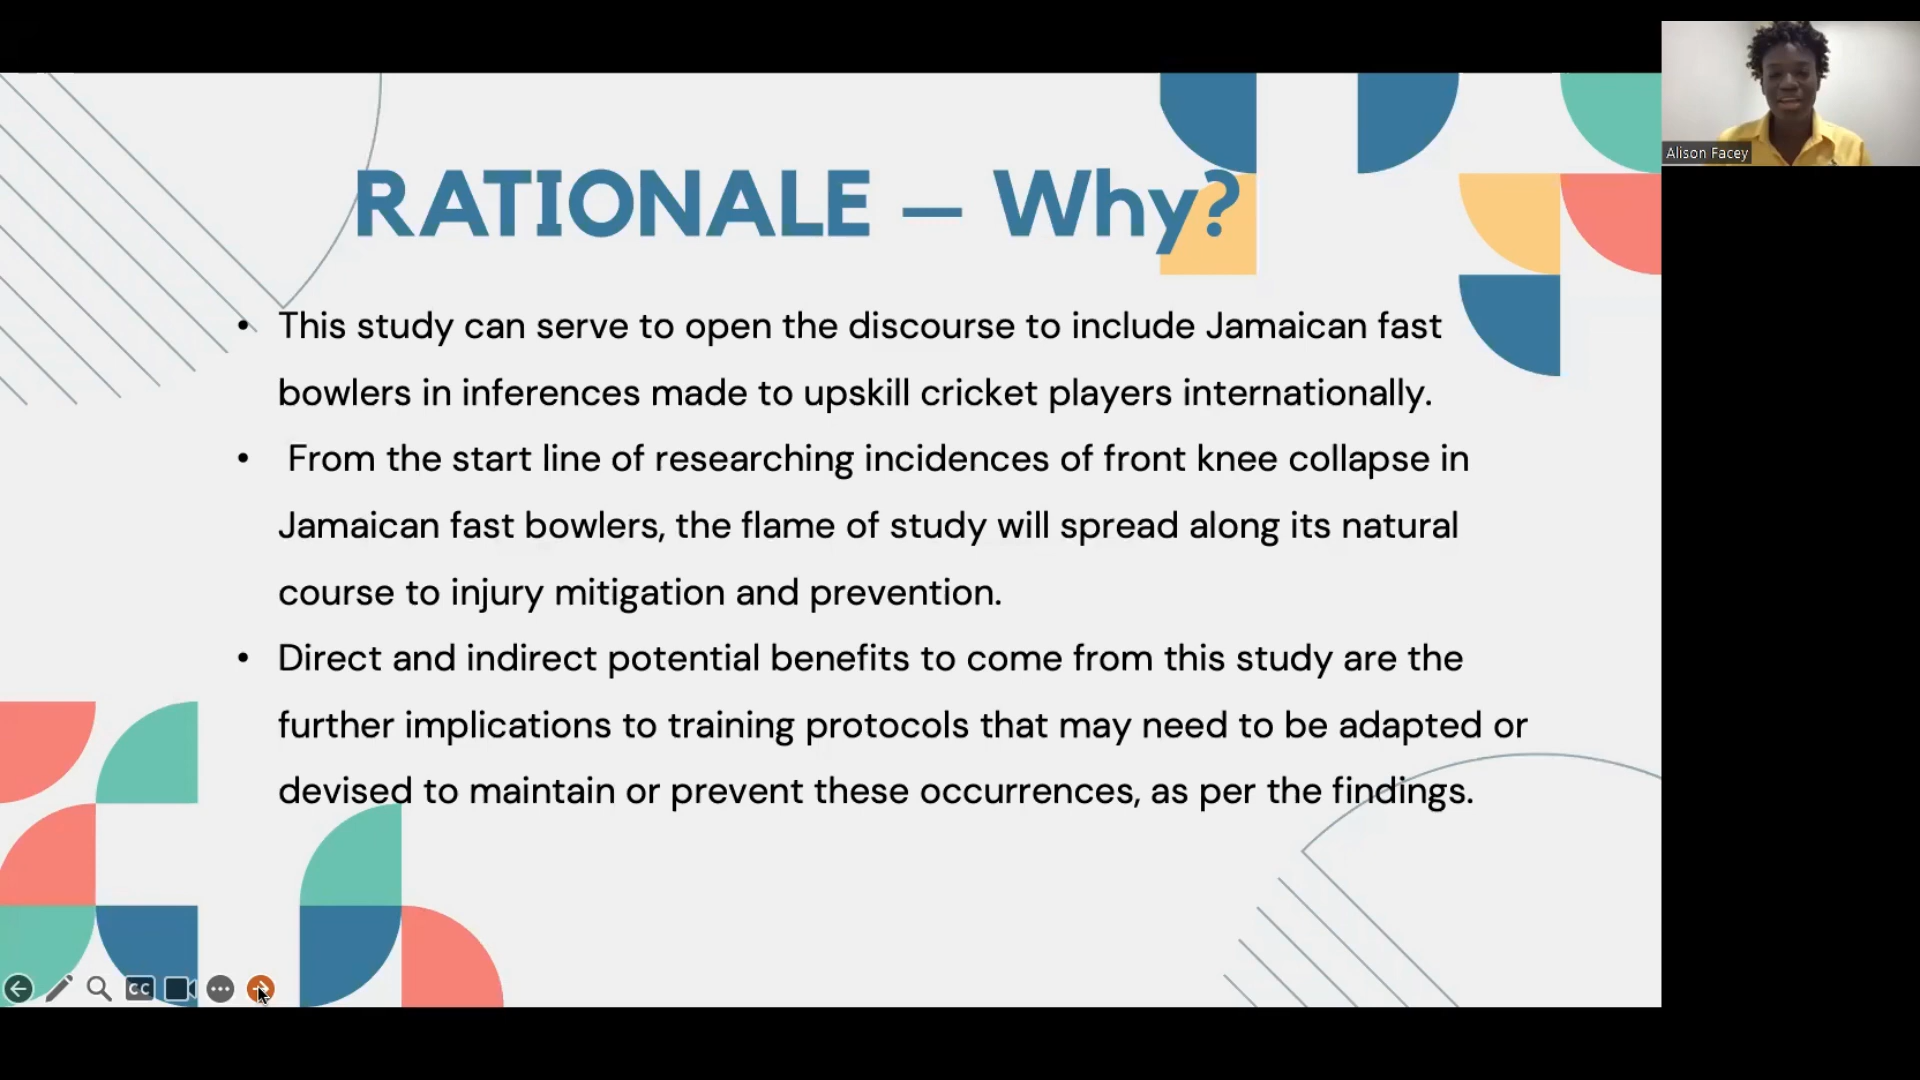 RATIONALE – Why?
• This study can serve to open the discourse to include Jamaican fast
bowlers in inferences made to upskill cricket players internationally.
• From the start line of researching incidences of front knee collapse in
Jamaican fast bowlers, the flame of study will spread along its natural
course to injury mitigation and prevention.
• Direct and indirect potential benefits to come from this study are the
further implications to training protocols that may need to be adapted or
devised to maintain or prevent these occurrences, as per the findings.
Alison Facey
CC